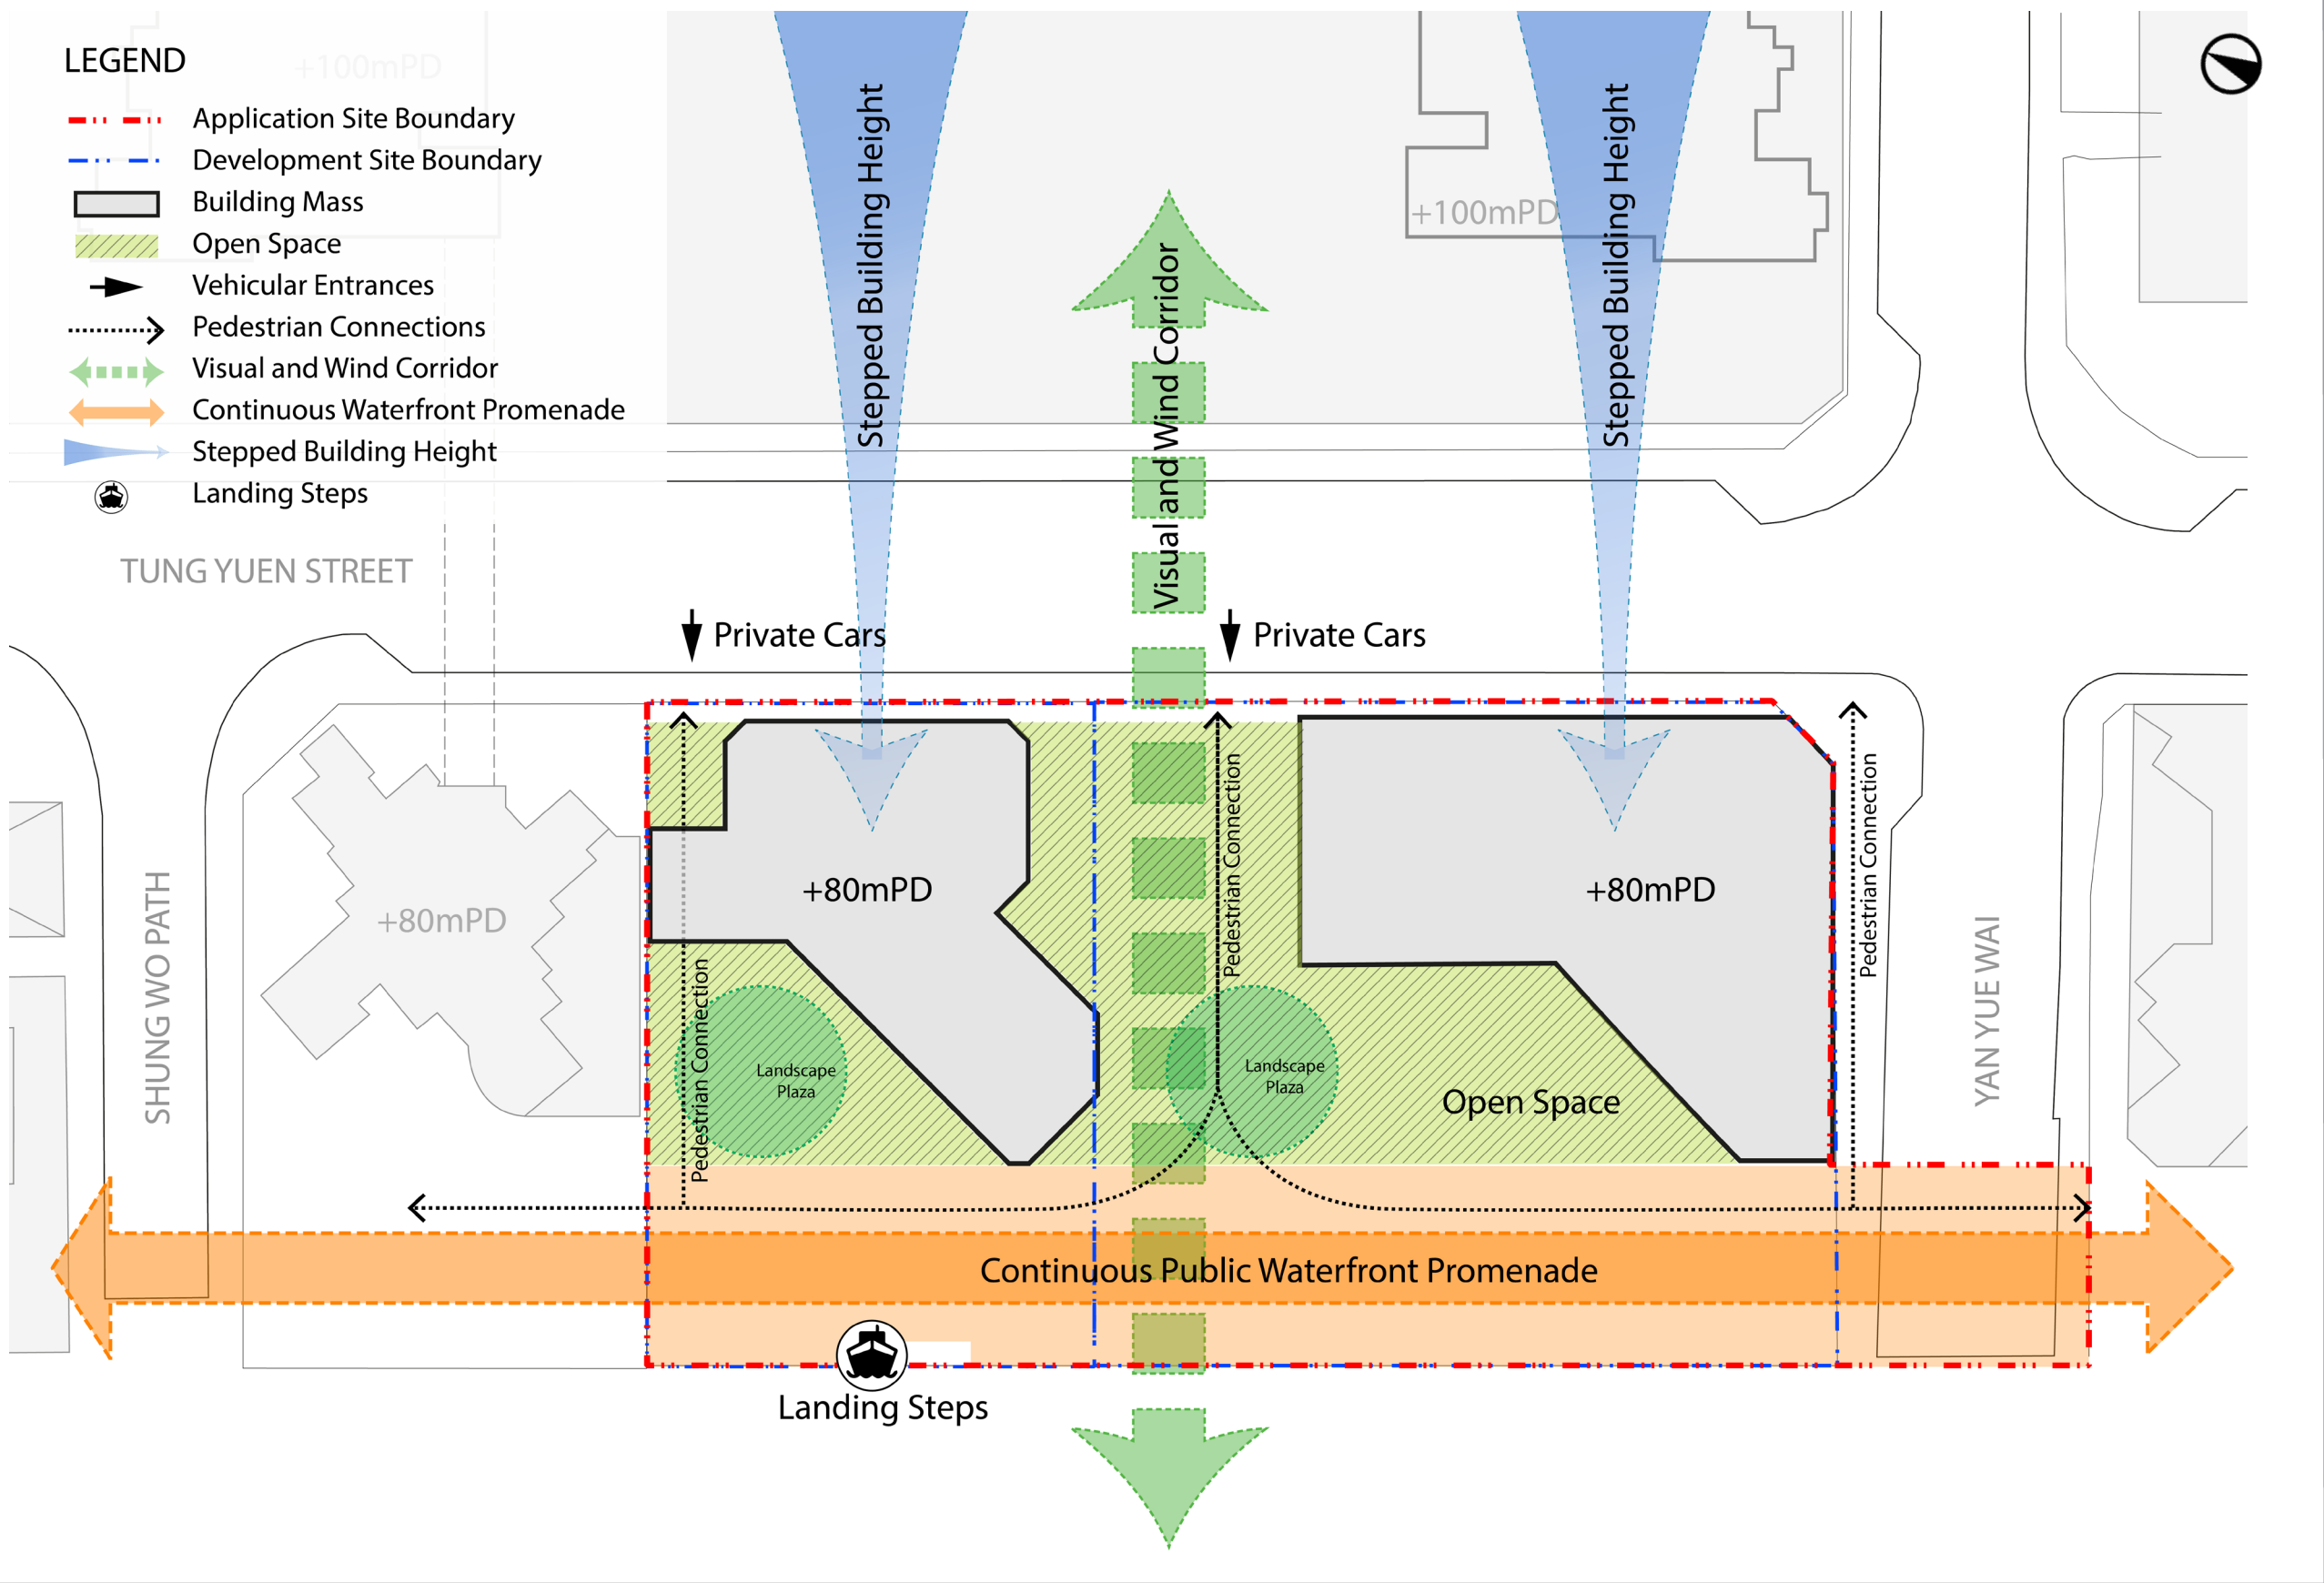 LEGEND
+100mPD
Application Site Boundary
Development Site Boundary
Building Mass
Open Space
Vehicular Entrances
Pedestrian Connections
Visual and Wind Corridor
Continuous Waterfront Promenade
Stepped Building Height
Landing Steps
Stepped Building Height
Visual and Wind Corridor
Stepped Building Height
+100mPD
TUNG YUEN STREET
Private Cars
Private Cars
SHUNG WO PATH
+80mPD
+80mPD
+80mPD
Pedestrian Connection
Pedestrian Connection
Pedestrian Connection
YAN YUE WAI
Landscape
Plaza
Landscape
Plaza
Open Space
Continuous Public Waterfront Promenade
Landing Steps